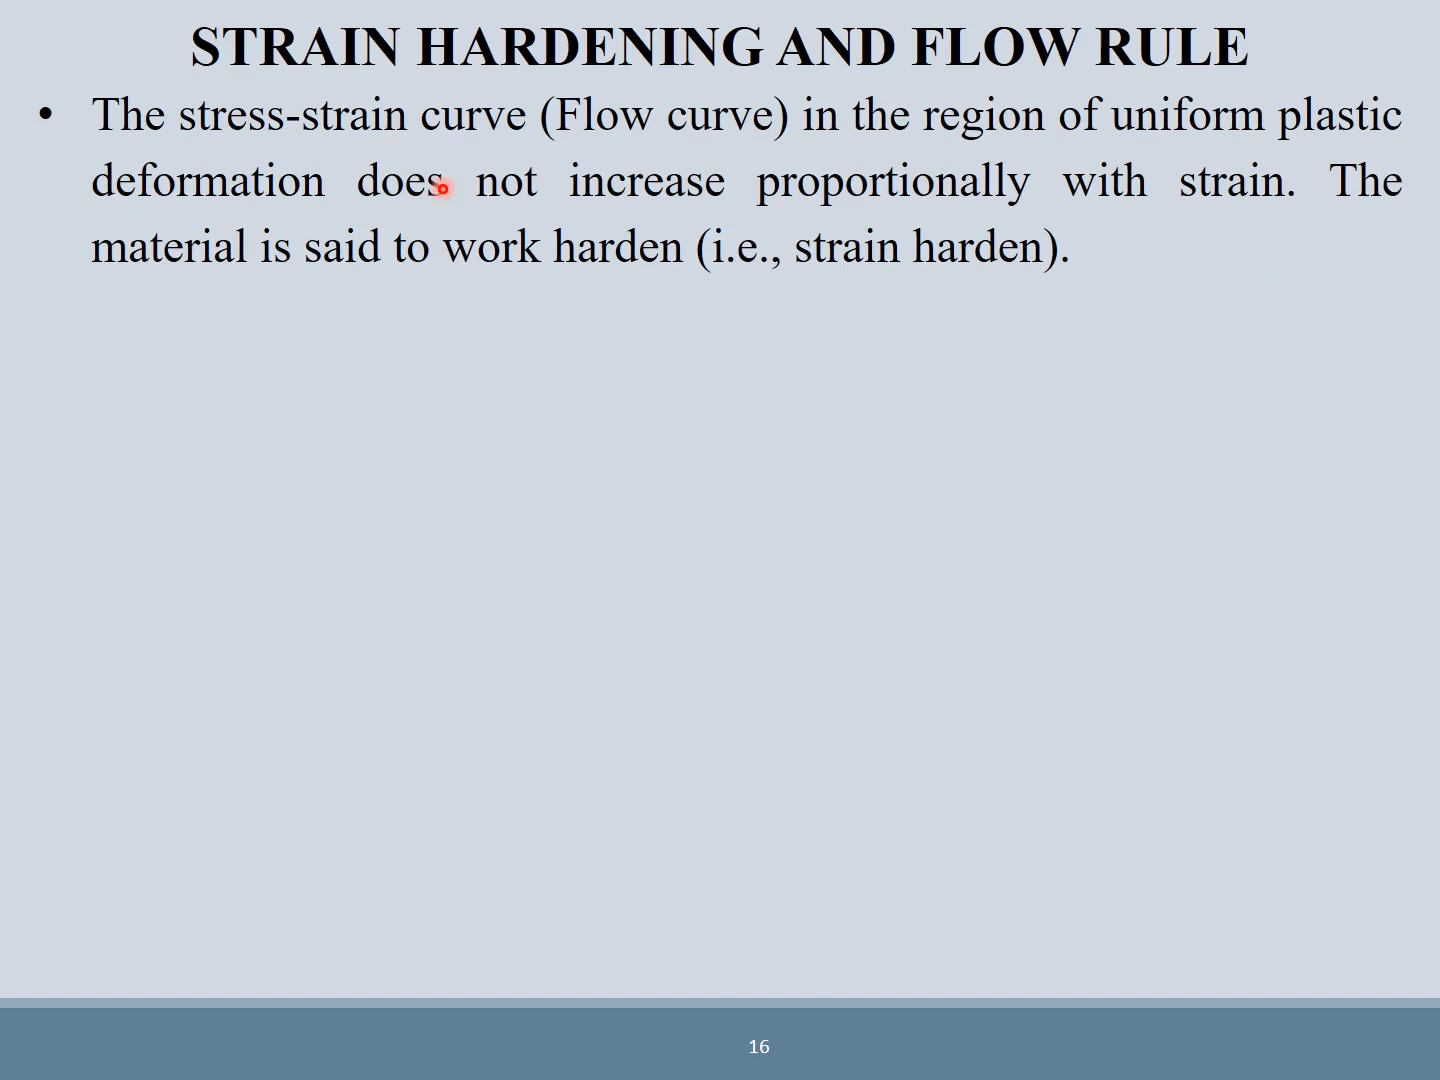 STRAIN HARDENING AND FLOW RULE
• The stress-strain curve (Flow curve) in the region of uniform plastic
deformation does not increase proportionally with strain. The
material is said to work harden (i.e., strain harden).
16